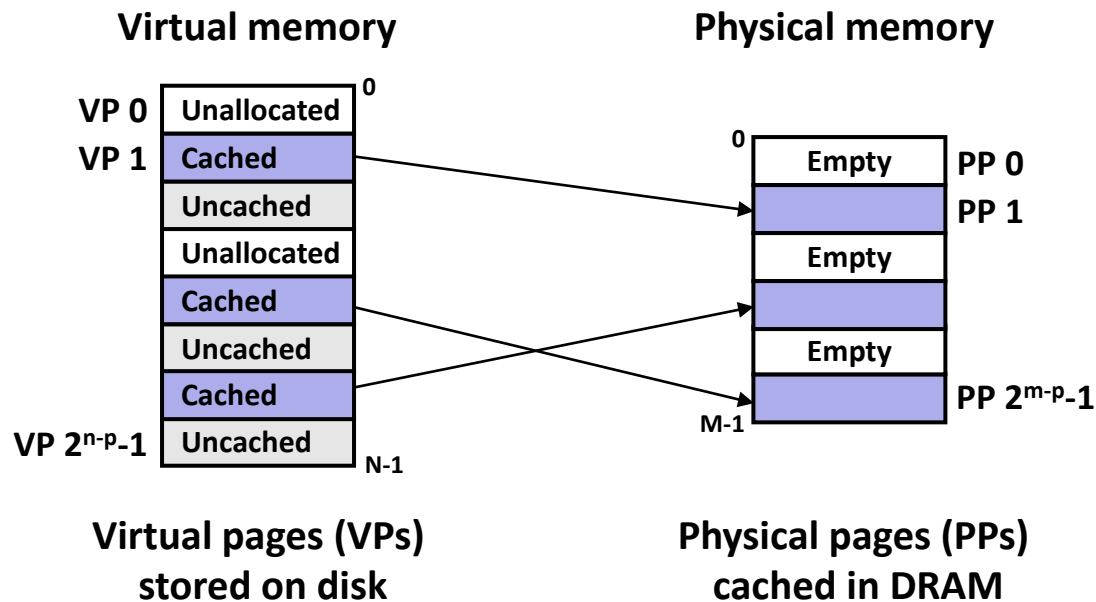 Virtual memory
Physical memory
0
VP 0 Unallocated
VP 1 Cached
Uncached
Unallocated
Cached
Uncached
Cached
VP 2^{n-p}-1 Uncached
N-1
0
Empty PP 0
PP 1
Empty
Empty
PP 2^{m-p}-1
M-1
Virtual pages (VPs)
stored on disk
Physical pages (PPs)
cached in DRAM